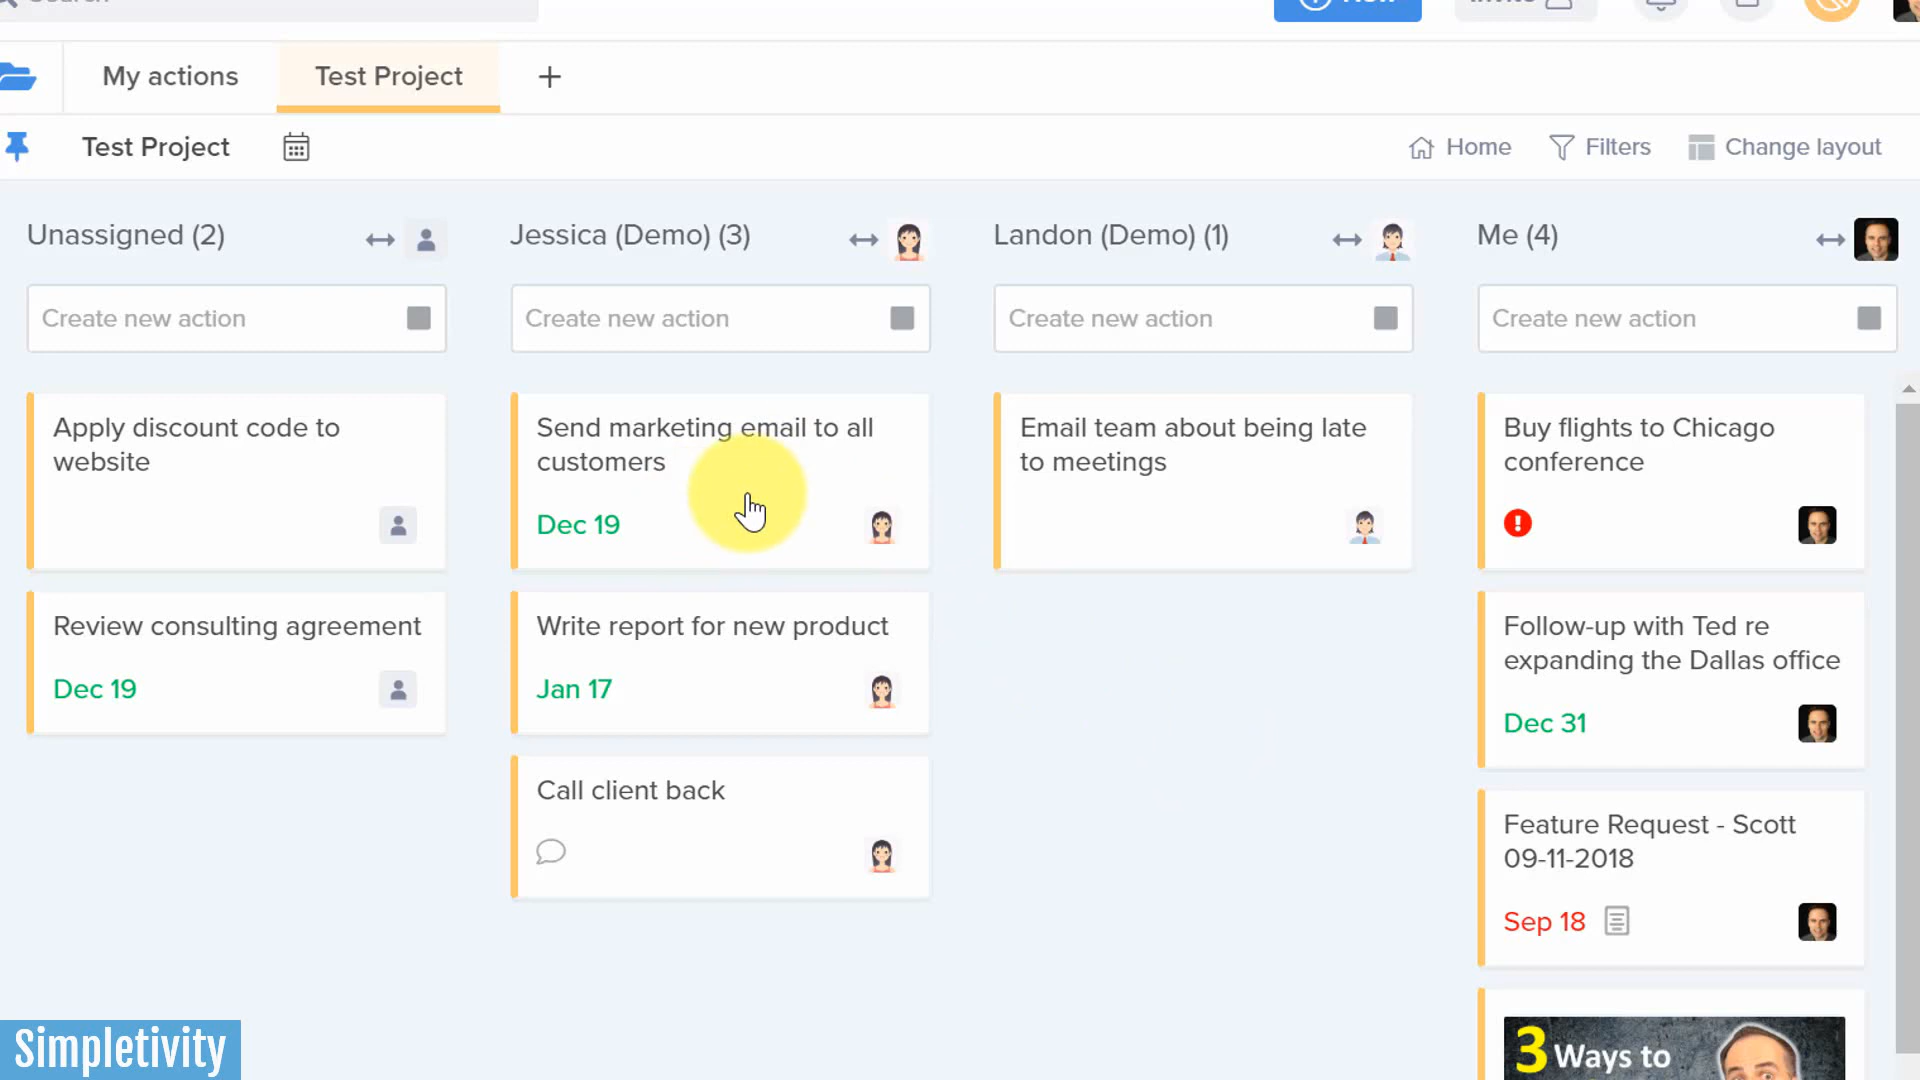 My actions
Test Project
+
Test Project
Home
Filters
Change layout
Unassigned (2)
Jessica (Demo) (3)
Landon (Demo) (1)
Me (4)
Create new action
Create new action
Create new action
Create new action
Apply discount code to
website
Review consulting agreement
Dec 19
Send marketing email to all
customers
Dec 19
Write report for new product
Jan 17
Call client back
Email team about being late
to meetings
Buy flights to Chicago
conference
Follow-up with Ted re
expanding the Dallas office
Dec 31
Feature Request - Scott
09-11-2018
Sep 18
3 Ways to
Simpletivity